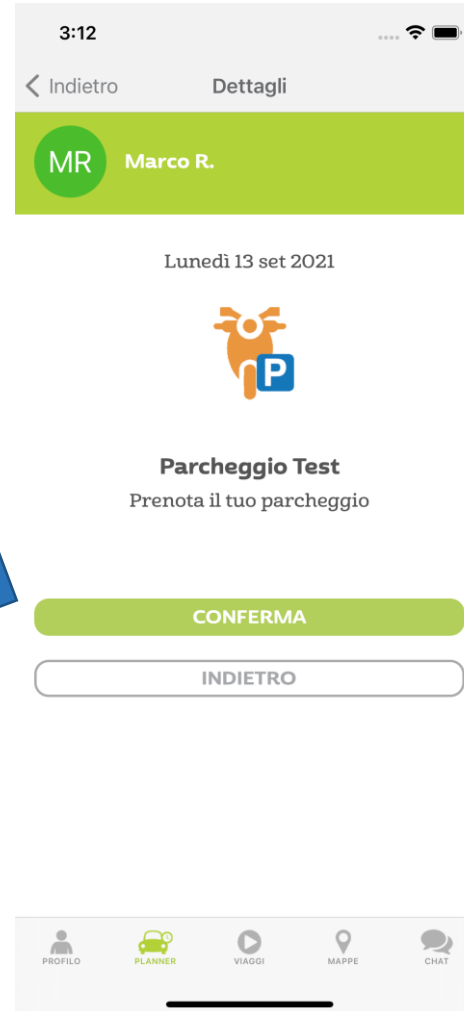 3:12
Indietro
Dettagli
MR
Marco R.
Lunedì 13 set 2021
P
Parcheggio Test
Prenota il tuo parcheggio
CONFERMA
INDIETRO
PROFILO
PLANNER
VIAGGI
MAPPE
CHAT